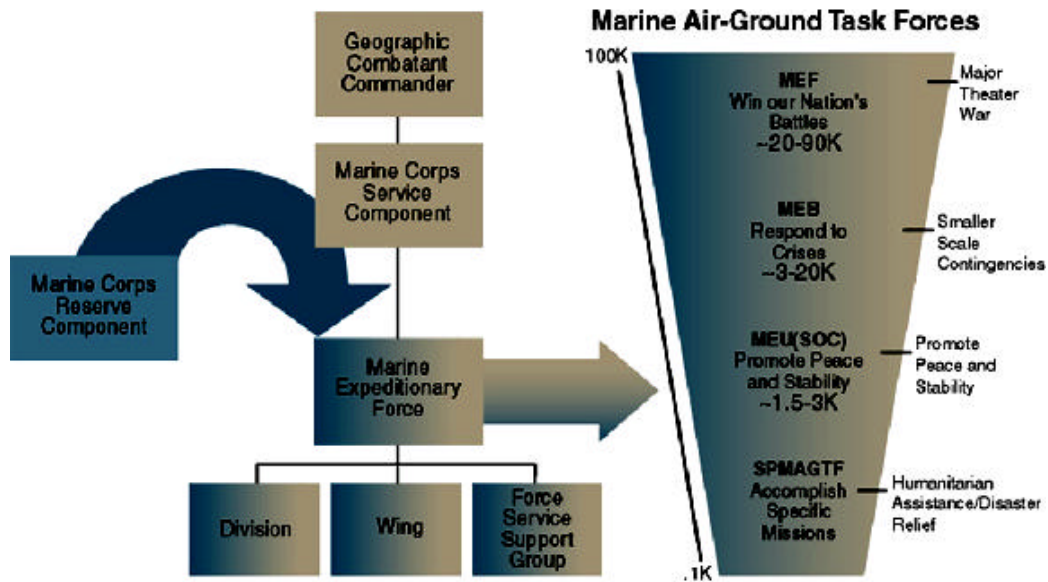 Geographic
Combatant
Commander
Marine Corps
Service
Component
Marine Corps
Reserve
Component
Marine
Expeditionary
Force
Division
Wing
Force
Service
Support
Group
Marine Air-Ground Task Forces
100K
MEF
Win our Nation's
Battles
~20-90K
Major
Theater
War
MEB
Respond to
Crises
~3-20K
Smaller
Scale
Contingencies
MEU(SOC)
Promote Peace
and Stability
~1.5-3K
Promote
Peace and
Stability
SPMAGTF
Accomplish
Specific
Missions
Humanitarian
Assistance/Disaster
Relief
.1K